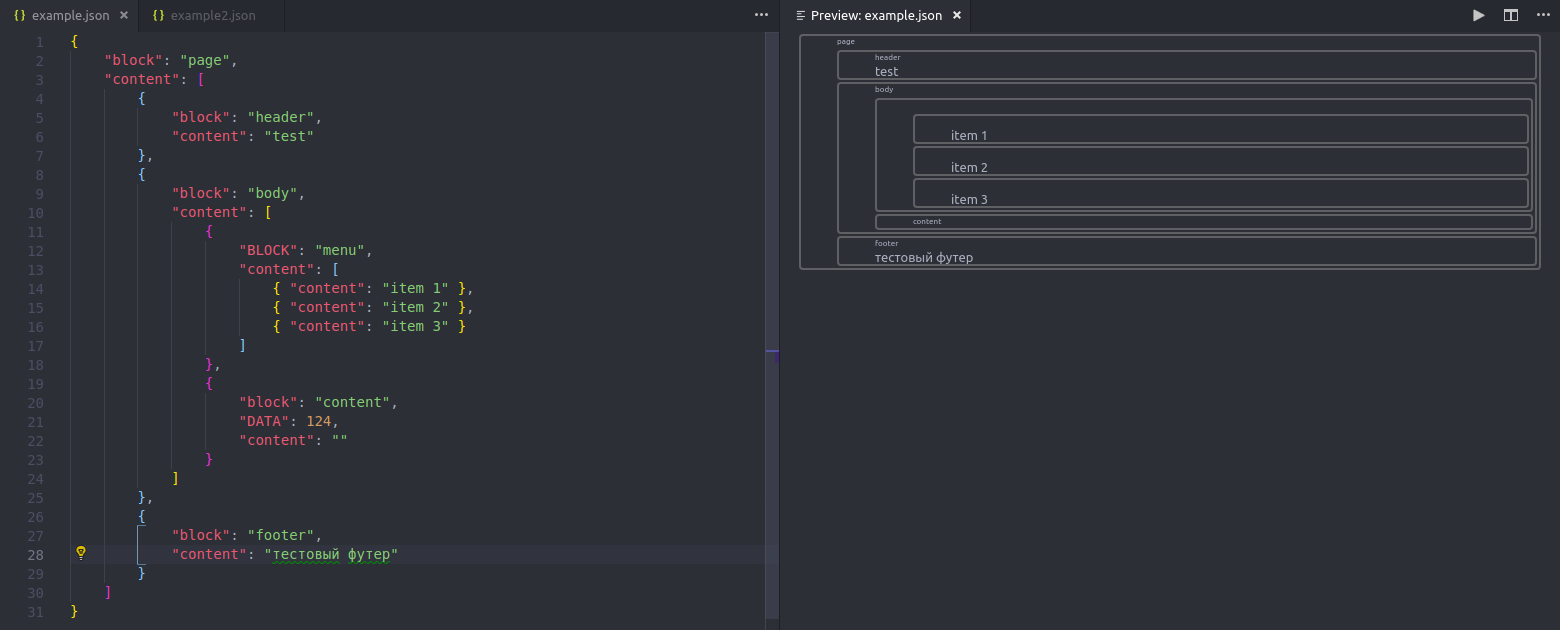 example.json × example2.json ···
1 {
2 "block": "page",
3 "content": [
4 {
5 "block": "header",
6 "content": "test"
7 },
8 {
9 "block": "body",
10 "content": [
11 {
12 "BLOCK": "menu",
13 "content": [
14 { "content": "item 1" },
15 { "content": "item 2" },
16 { "content": "item 3" }
17 ]
18 },
19 {
20 "block": "content",
21 "DATA": 124,
22 "content": ""
23 }
24 ]
25 },
26 {
27 "block": "footer",
28 "content": "тестовый футер"
29 }
30 ]
31 }
Preview: example.json ×
page
header
test
body
item 1
item 2
item 3
content
footer
тестовый футер